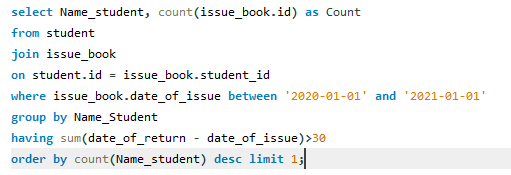 select Name_student, count(issue_book.id) as Count
from student
join issue_book
on student.id = issue_book.student_id
where issue_book.date_of_issue between '2020-01-01' and '2021-01-01'
group by Name_Student
having sum(date_of_return - date_of_issue)>30
order by count(Name_student) desc limit 1;